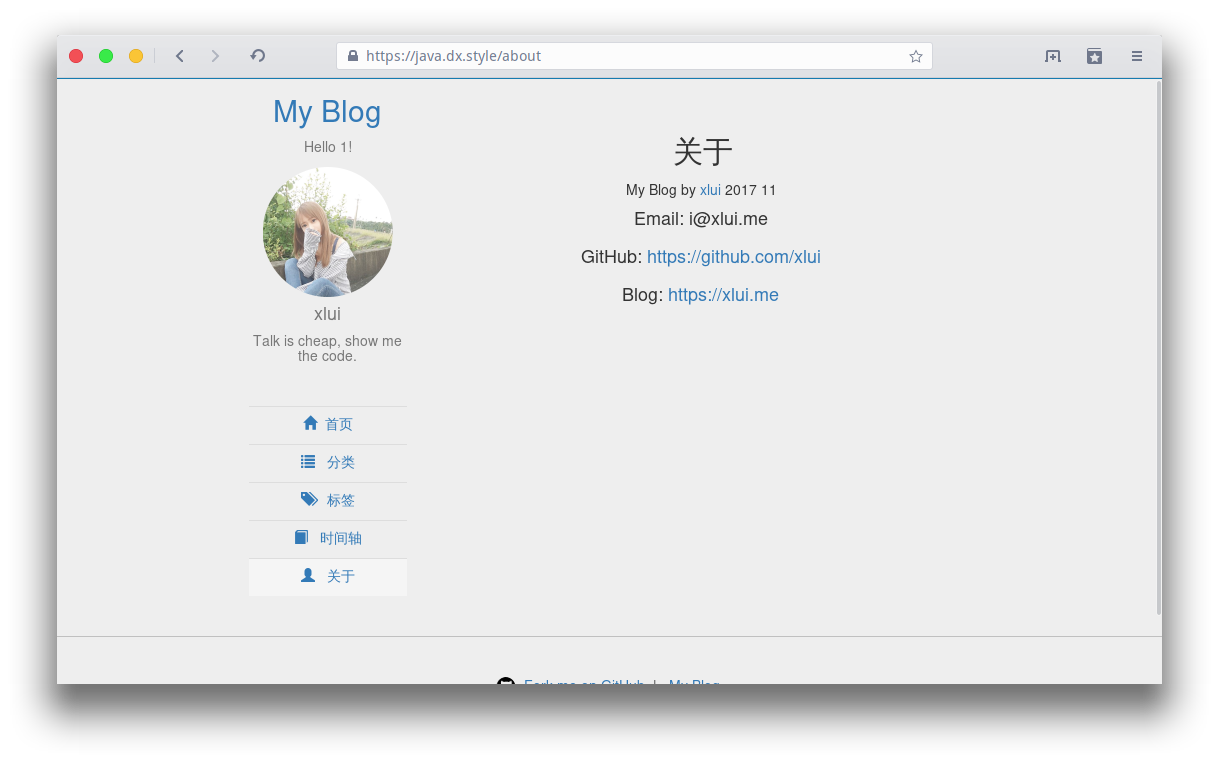 https://java.dx.style/about
My Blog
Hello 1!
xlui
Talk is cheap, show me
the code.
首页
分类
标签
时间轴
关于
关于
My Blog by xlui 2017 11
Email: i@xlui.me
GitHub: https://github.com/xlui
Blog: https://xlui.me
Fork me on GitHub | My Blog